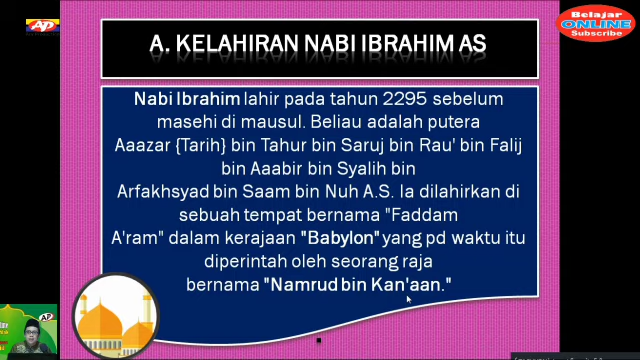 AP
Belajar
ONLINE
Subscribe
A. KELAHIRAN NABI IBRAHIM AS
Nabi Ibrahim lahir pada tahun 2295 sebelum
masehi di mausul. Beliau adalah putera
Aaazar {Tarih} bin Tahur bin Saruj bin Rau' bin Falij
bin Aaabir bin Syalih bin
Arfakhsyad bin Saam bin Nuh A.S. Ia dilahirkan di
sebuah tempat bernama "Faddam
A'ram" dalam kerajaan "Babylon" yang pd waktu itu
diperintah oleh seorang raja
bernama "Namrud bin Kan'aan."
AP